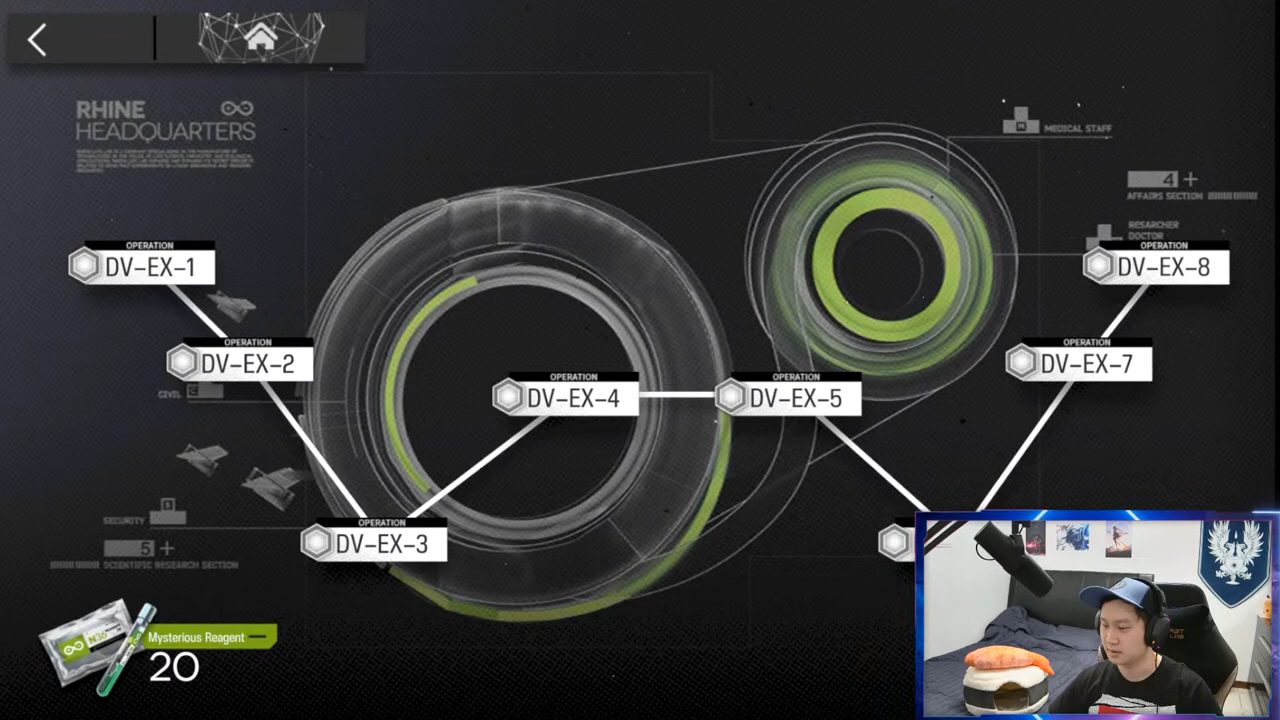 RHINE
HEADQUARTERS
MEDICAL STAFF
4 +
AFFAIRS SECTION
RESARCHER
DOCTOR
OPERATION
DV-EX-1
OPERATION
DV-EX-8
OPERATION
DV-EX-2
OPERATION
DV-EX-7
OPERATION
DV-EX-4
OPERATION
DV-EX-5
OPERATION
DV-EX-3
SECURITY
5 +
SCIENTIFIC RESEARCH SECTION
Mysterious Reagent
20